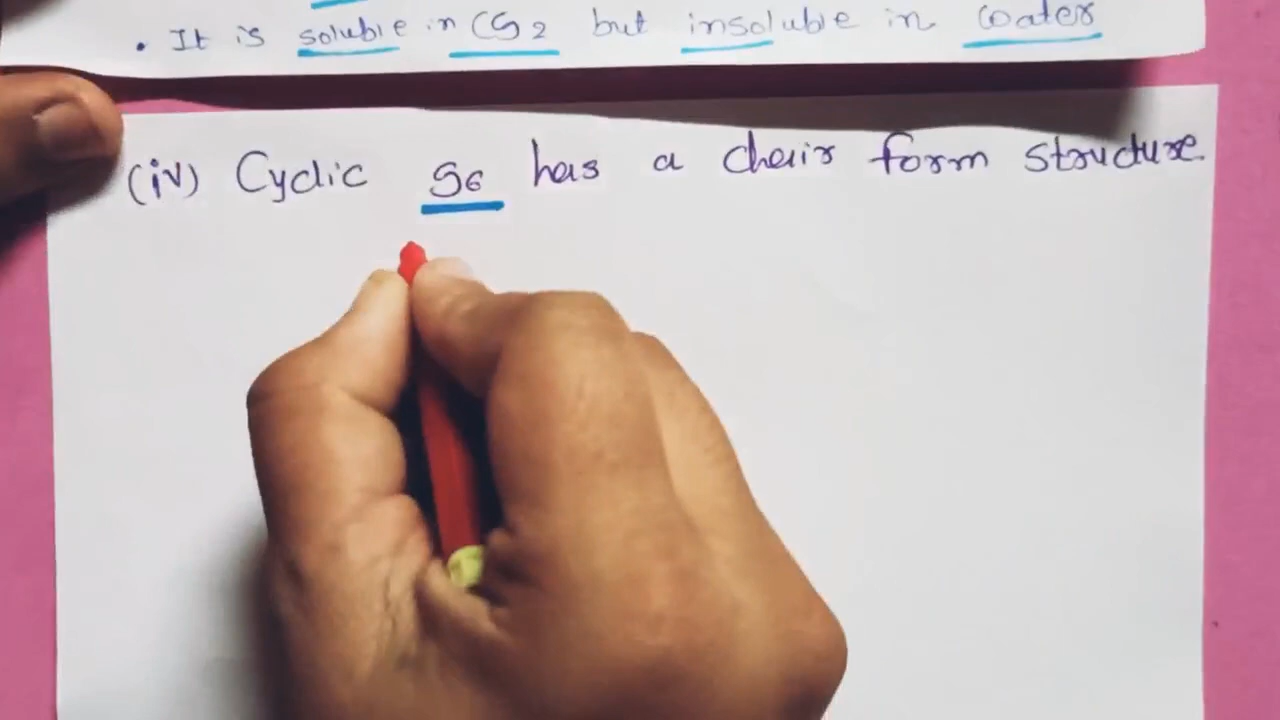 • It is soluble in CS2 but insoluble in water
(iv) Cyclic S6 has a chair form structure.